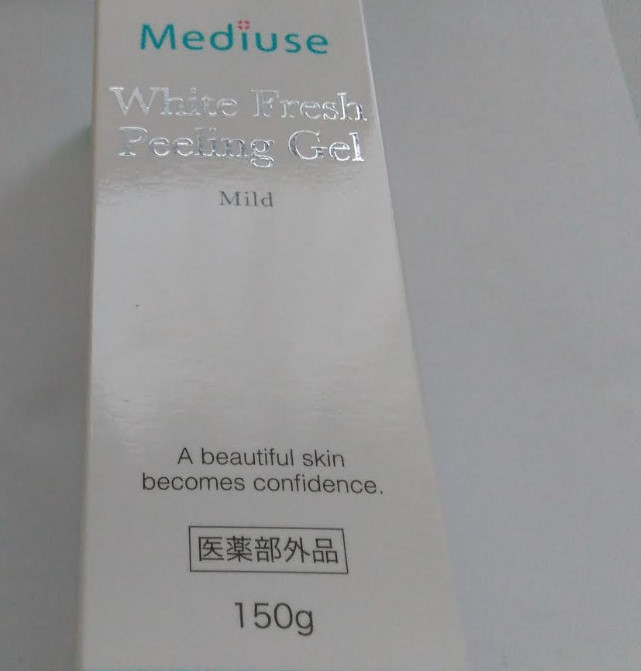 Mediuse
White Fresh
Peeling Gel
Mild
A beautiful skin
becomes confidence.
医薬部外品
150g